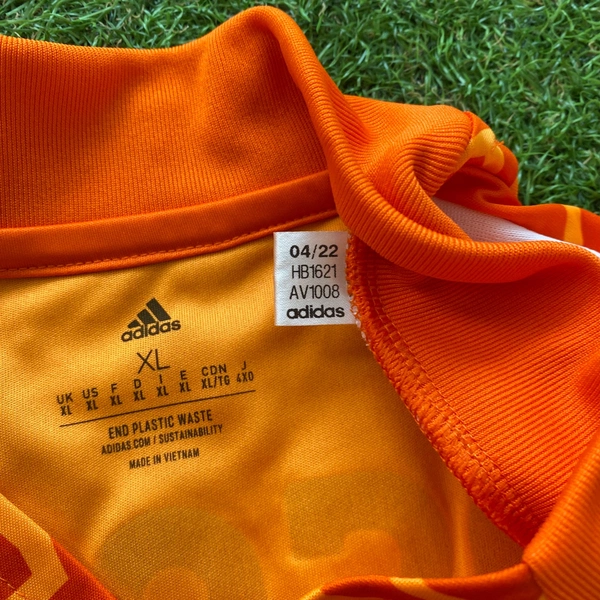 04/22
HB1621
AV1008
adidas
adidas
XL
UK US F D I E CDN J
XL XL XL XL XL XL XL/TG 4XO
END PLASTIC WASTE
ADIDAS.COM / SUSTAINABILITY
MADE IN VIETNAM